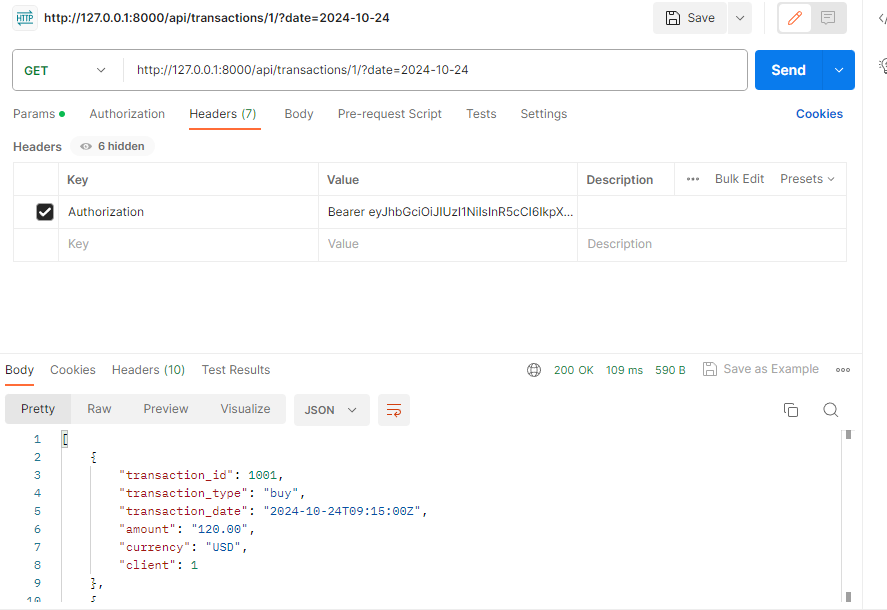 HTTP http://127.0.0.1:8000/api/transactions/1/?date=2024-10-24 Save
GET http://127.0.0.1:8000/api/transactions/1/?date=2024-10-24 Send
Params Authorization Headers (7) Body Pre-request Script Tests Settings Cookies
Headers 6 hidden
Key Value Description ••• Bulk Edit Presets
Authorization Bearer eyJhbGciOiJIUzI1NiIsInR5cCI6IkpX...
Key Value Description
Body Cookies Headers (10) Test Results 200 OK 109 ms 590 B Save as Example
Pretty Raw Preview Visualize JSON
1 [
2 {
3 "transaction_id": 1001,
4 "transaction_type": "buy",
5 "transaction_date": "2024-10-24T09:15:00Z",
6 "amount": "120.00",
7 "currency": "USD",
8 "client": 1
9 },
10 {